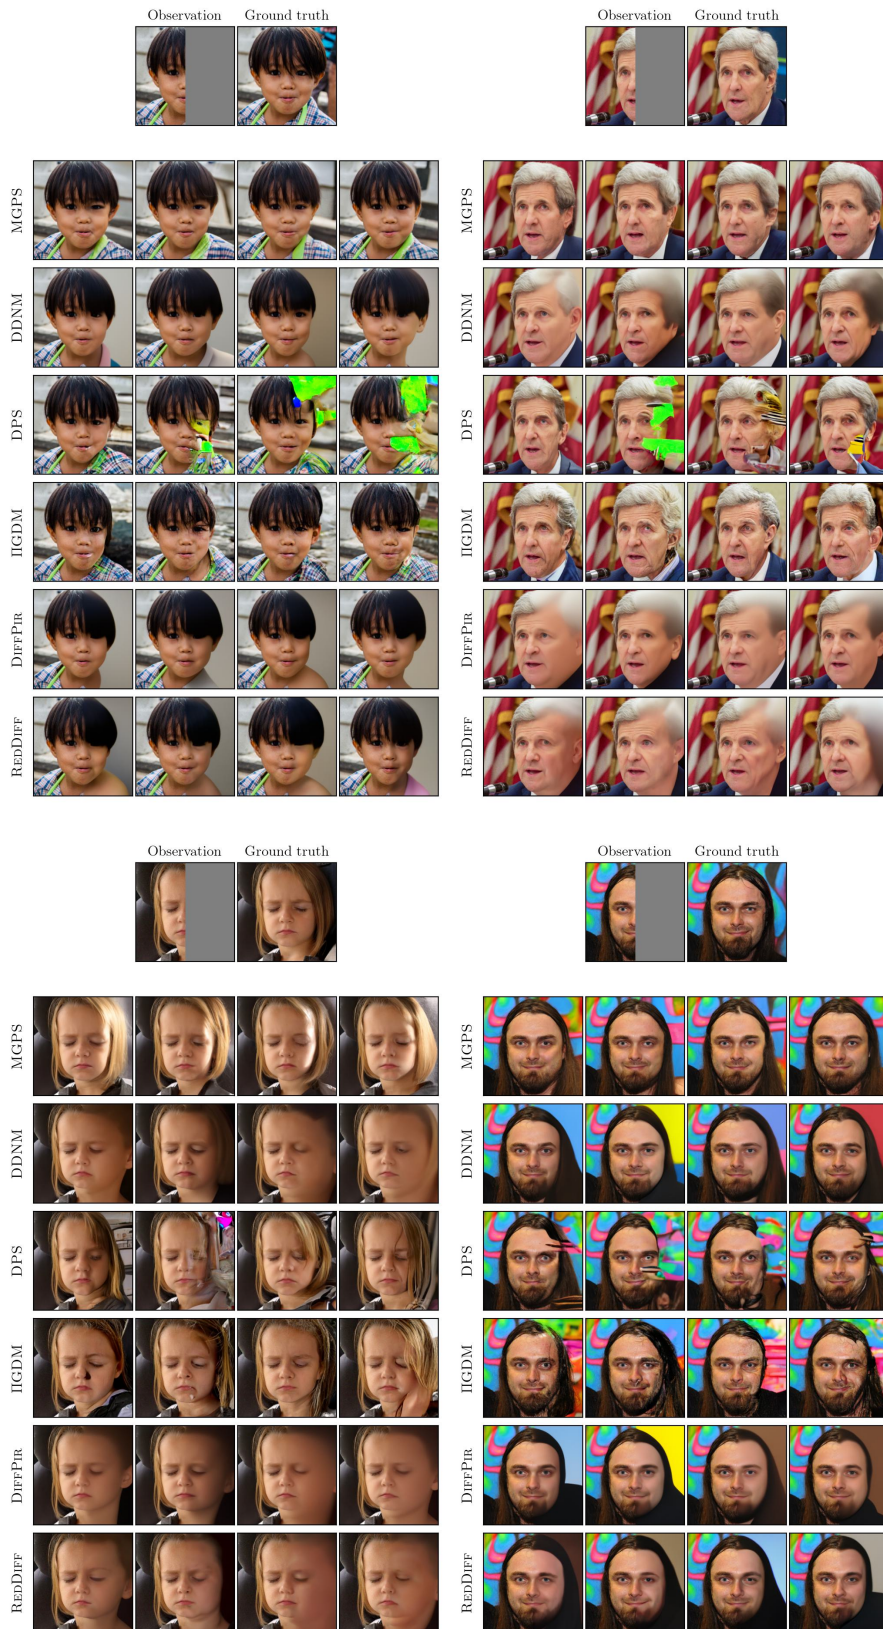 Observation Ground truth
Observation Ground truth
MGPS
DDNM
DPS
ΠGDM
DIFFPIR
REDDIFF
MGPS
DDNM
DPS
ΠGDM
DIFFPIR
REDDIFF
Observation Ground truth
Observation Ground truth
MGPS
DDNM
DPS
ΠGDM
DIFFPIR
REDDIFF
MGPS
DDNM
DPS
ΠGDM
DIFFPIR
REDDIFF